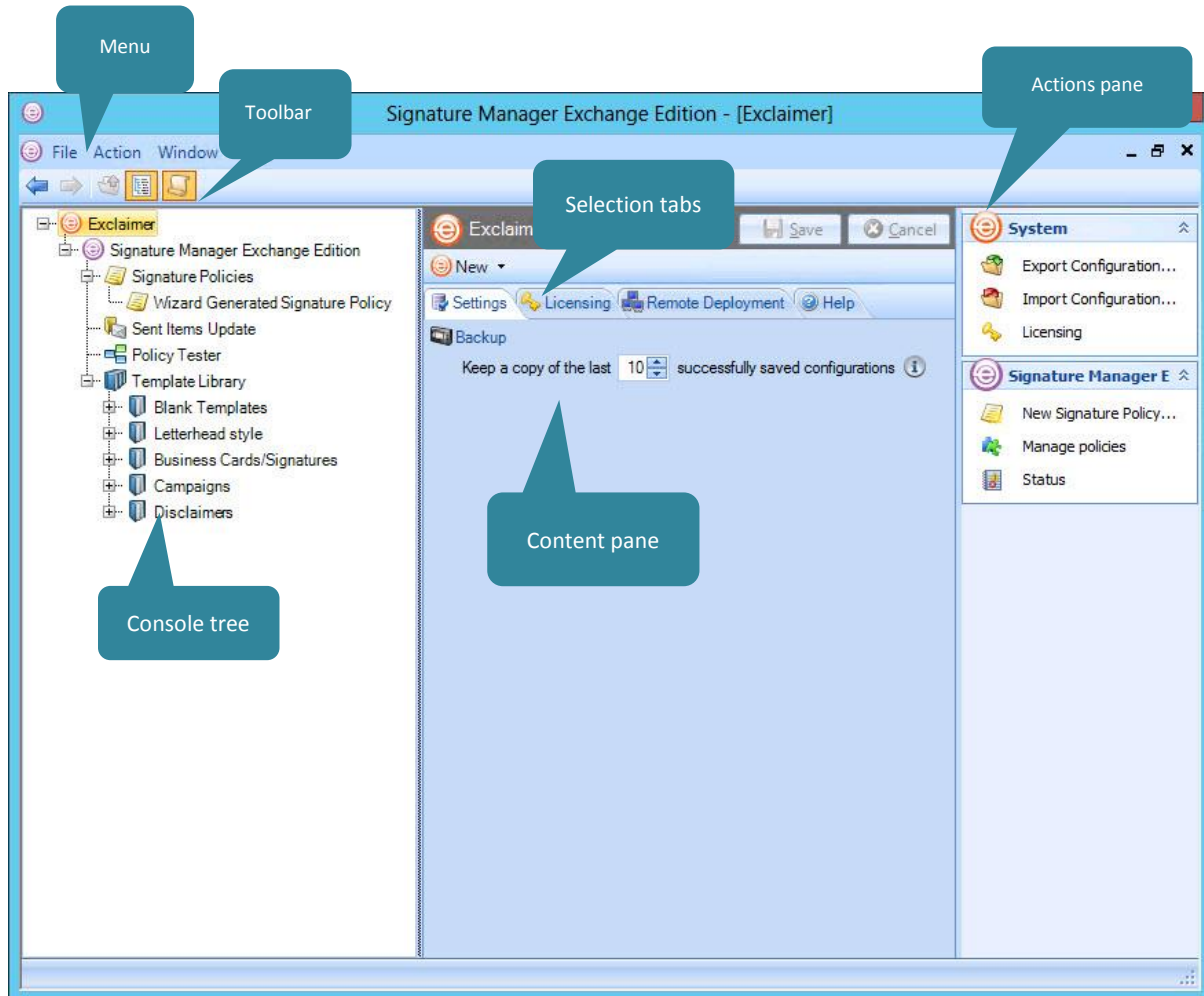 Menu
Toolbar
Actions pane
Signature Manager Exchange Edition - [Exclaimer]
File Action Window
Selection tabs
Exclaimer
Signature Manager Exchange Edition
Signature Policies
Wizard Generated Signature Policy
Sent Items Update
Policy Tester
Template Library
Blank Templates
Letterhead style
Business Cards/Signatures
Campaigns
Disclaimers
Console tree
Exclaim
Save
Cancel
New
Settings
Licensing
Remote Deployment
Help
Backup
Keep a copy of the last 10 successfully saved configurations
Content pane
System
Export Configuration...
Import Configuration...
Licensing
Signature Manager E
New Signature Policy...
Manage policies
Status